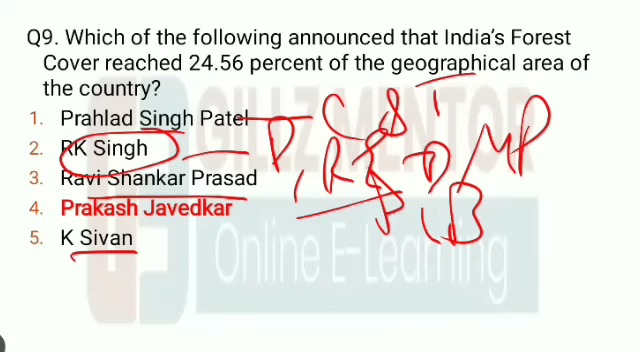 Q9. Which of the following announced that India's Forest
Cover reached 24.56 percent of the geographical area of
the country?
1. Prahlad Singh Patel
2. RK Singh
3. Ravi Shankar Prasad
4. Prakash Javedkar
5. K Sivan
GILLZ MENTOR
Online E-Learning